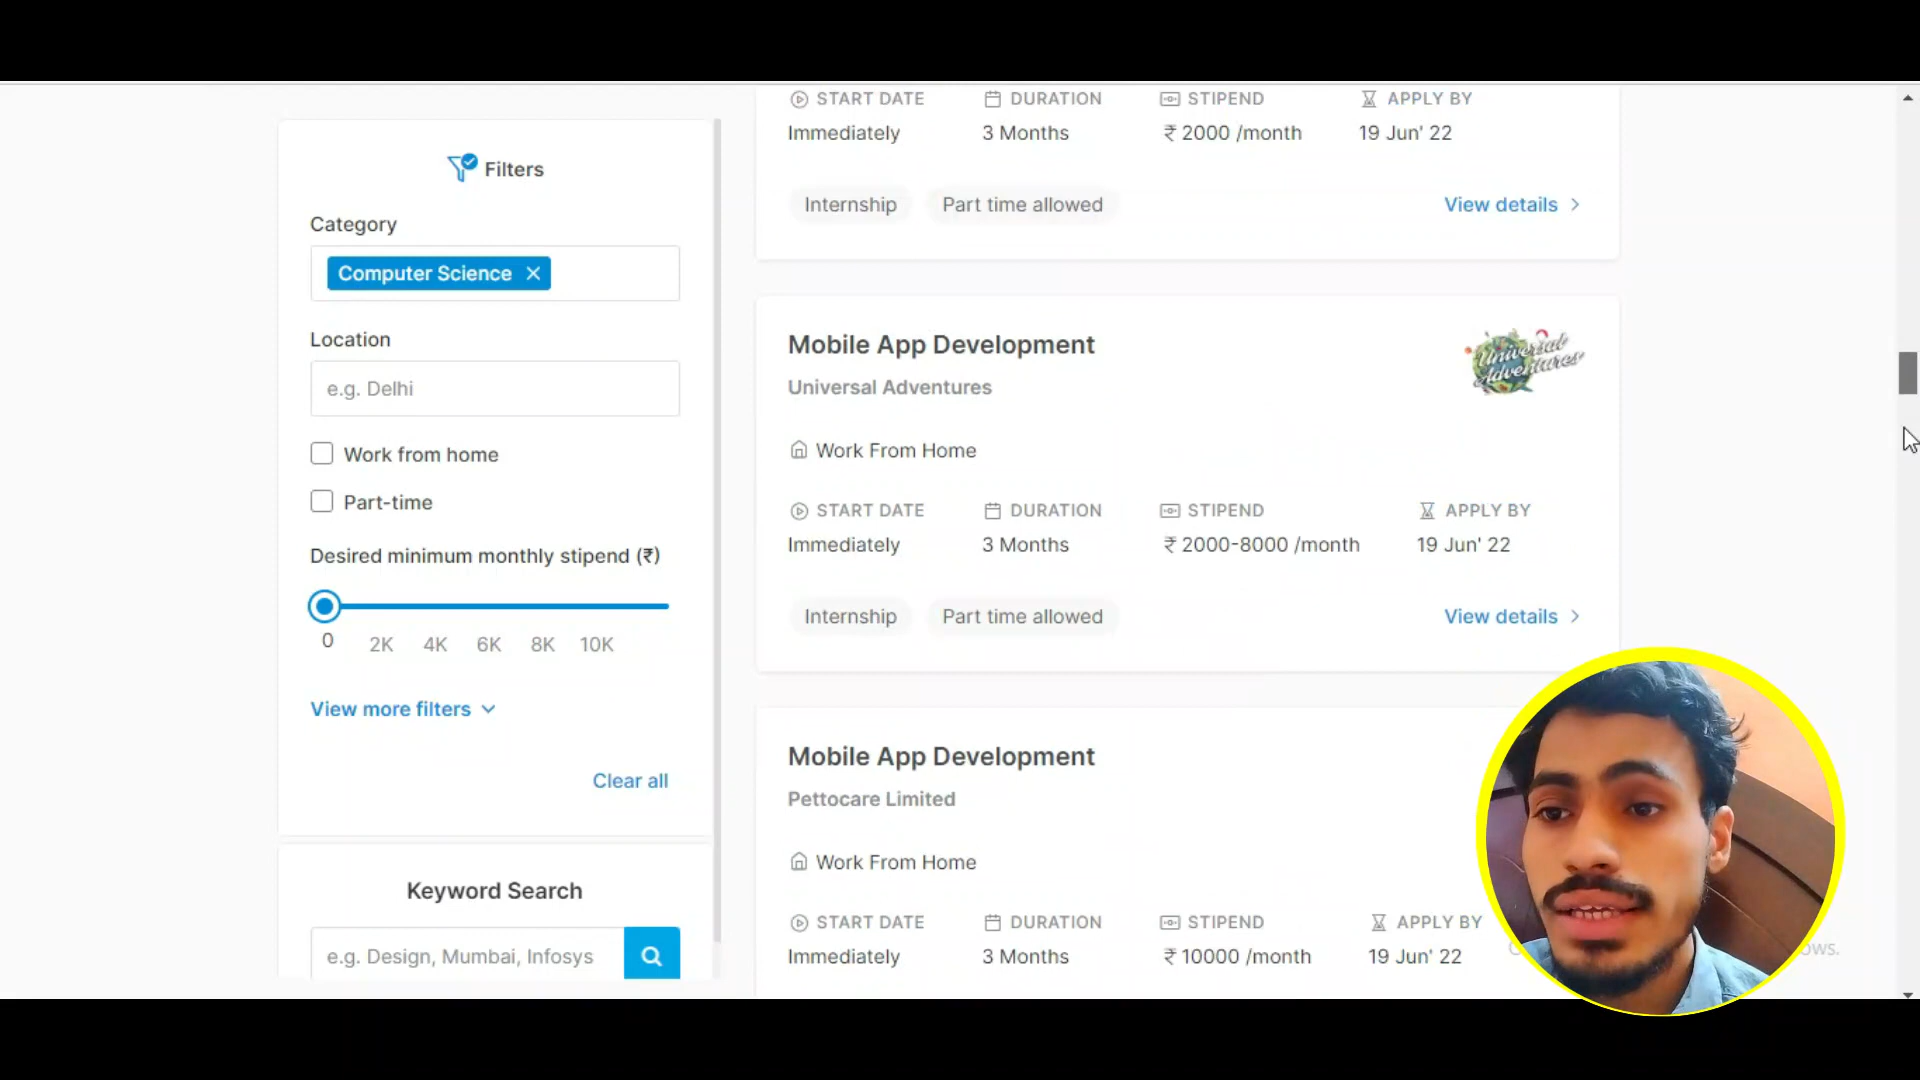 Filters
Category
Computer Science
Location
e.g. Delhi
Work from home
Part-time
Desired minimum monthly stipend (₹)
0 2K 4K 6K 8K 10K
View more filters
Clear all
Keyword Search
e.g. Design, Mumbai, Infosys
START DATE DURATION STIPEND APPLY BY
Immediately 3 Months ₹ 2000 /month 19 Jun' 22
Internship Part time allowed View details
Mobile App Development
Universal Adventures
Universal Adventures
Work From Home
START DATE DURATION STIPEND APPLY BY
Immediately 3 Months ₹ 2000-8000 /month 19 Jun' 22
Internship Part time allowed View details
Mobile App Development
Pettocare Limited
Work From Home
START DATE DURATION STIPEND APPLY BY
Immediately 3 Months ₹ 10000 /month 19 Jun' 22